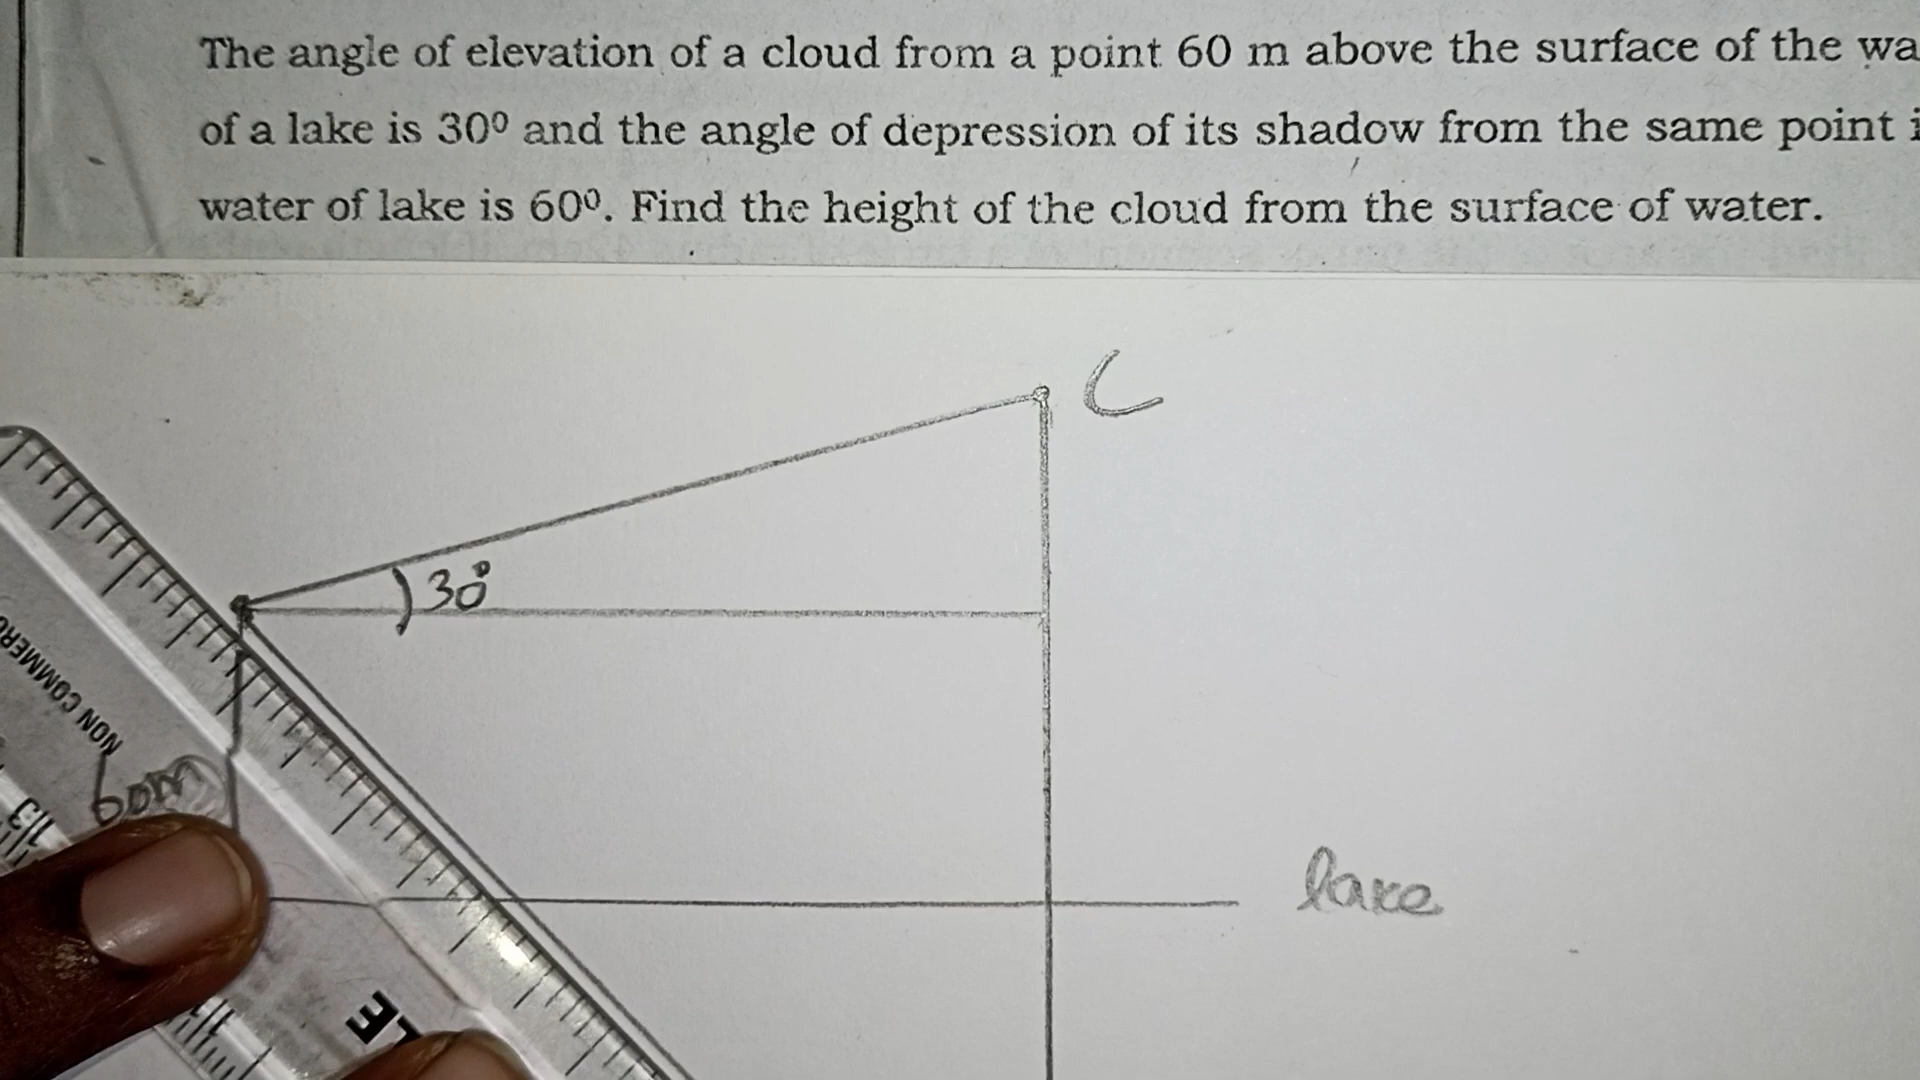 The angle of elevation of a cloud from a point 60 m above the surface of the
of a lake is 30⁰ and the angle of depression of its shadow from the same point
water of lake is 60⁰. Find the height of the cloud from the surface of water.
C
30°
NON
60m
13
lake
11